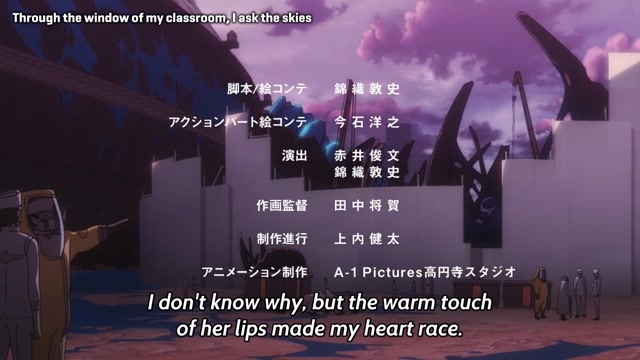 Through the window of my classroom, I ask the skies
脚本/絵コンテ 錦織敦史
アクションパート絵コンテ 今石洋之
演出 赤井俊文
錦織敦史
作画監督 田中将賀
制作進行 上内健太
アニメーション制作 A-1 Pictures高円寺スタジオ
I don't know why, but the warm touch
of her lips made my heart race.